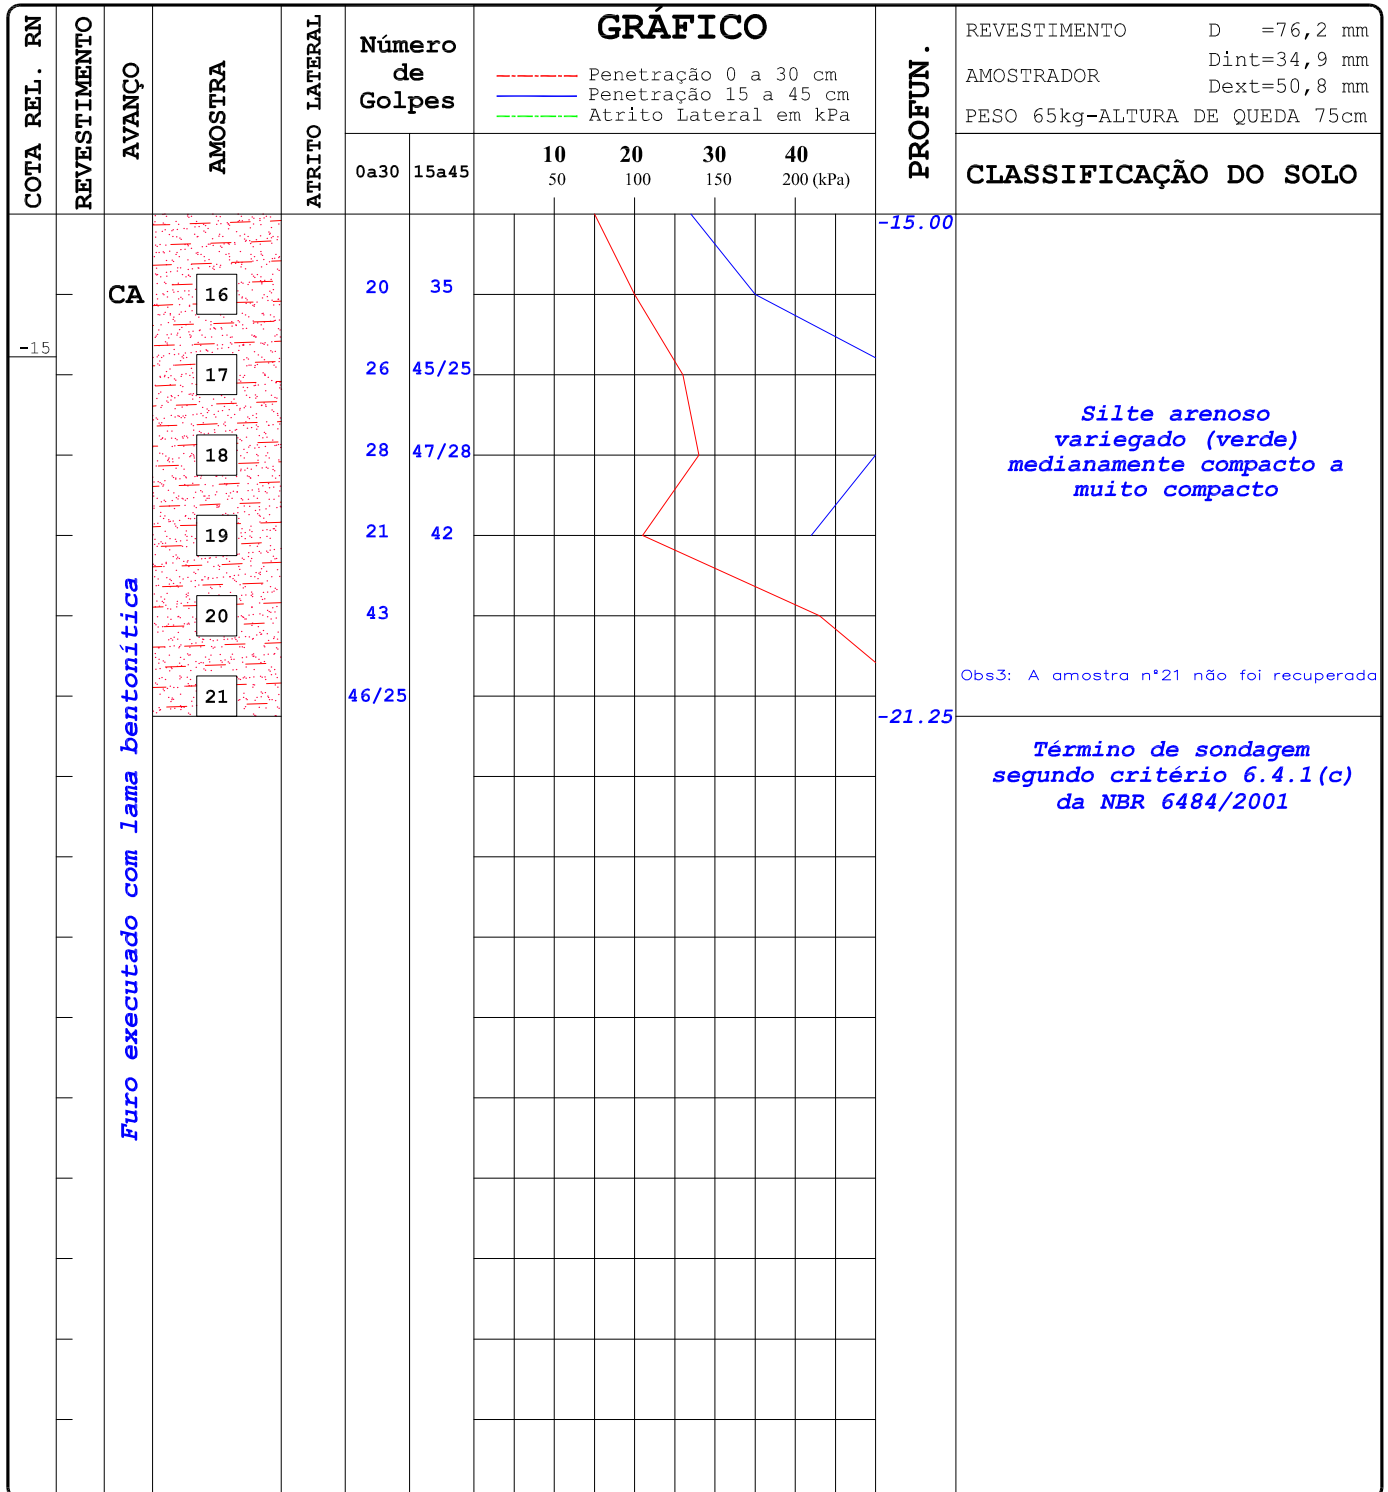 COTA REL. RN
REVESTIMENTO
AVANÇO
AMOSTRA
ATRITO LATERAL
Número
de
Golpes
0a30 15a45
GRÁFICO
Penetração 0 a 30 cm
Penetração 15 a 45 cm
Atrito Lateral em kPa
10 20 30 40
50 100 150 200 (kPa)
PROFUN.
REVESTIMENTO D =76,2 mm
Dint=34,9 mm
AMOSTRADOR
Dext=50,8 mm
PESO 65kg-ALTURA DE QUEDA 75cm
CLASSIFICAÇÃO DO SOLO
-15.00
CA 16 20 35
-15
17 26 45/25
18 28 47/28
19 21 42
20 43
21 46/25
Furo executado com lama bentonítica
Silte arenoso
variegado (verde)
medianamente compacto a
muito compacto
Obs3: A amostra n°21 não foi recuperada
-21.25
Término de sondagem
segundo critério 6.4.1(c)
da NBR 6484/2001